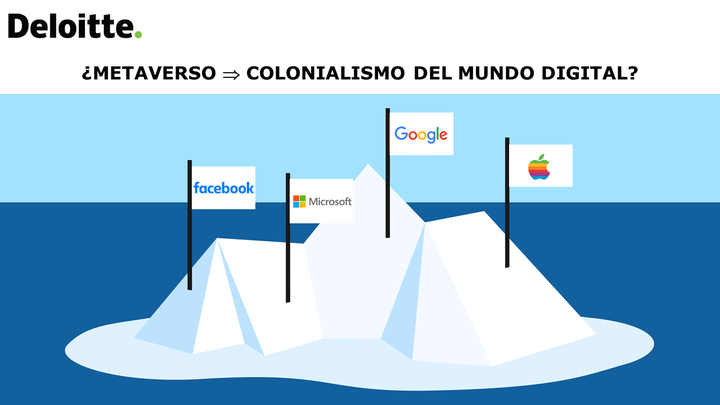 Deloitte.
¿METAVERSO ⇒ COLONIALISMO DEL MUNDO DIGITAL?
Google
facebook
Microsoft